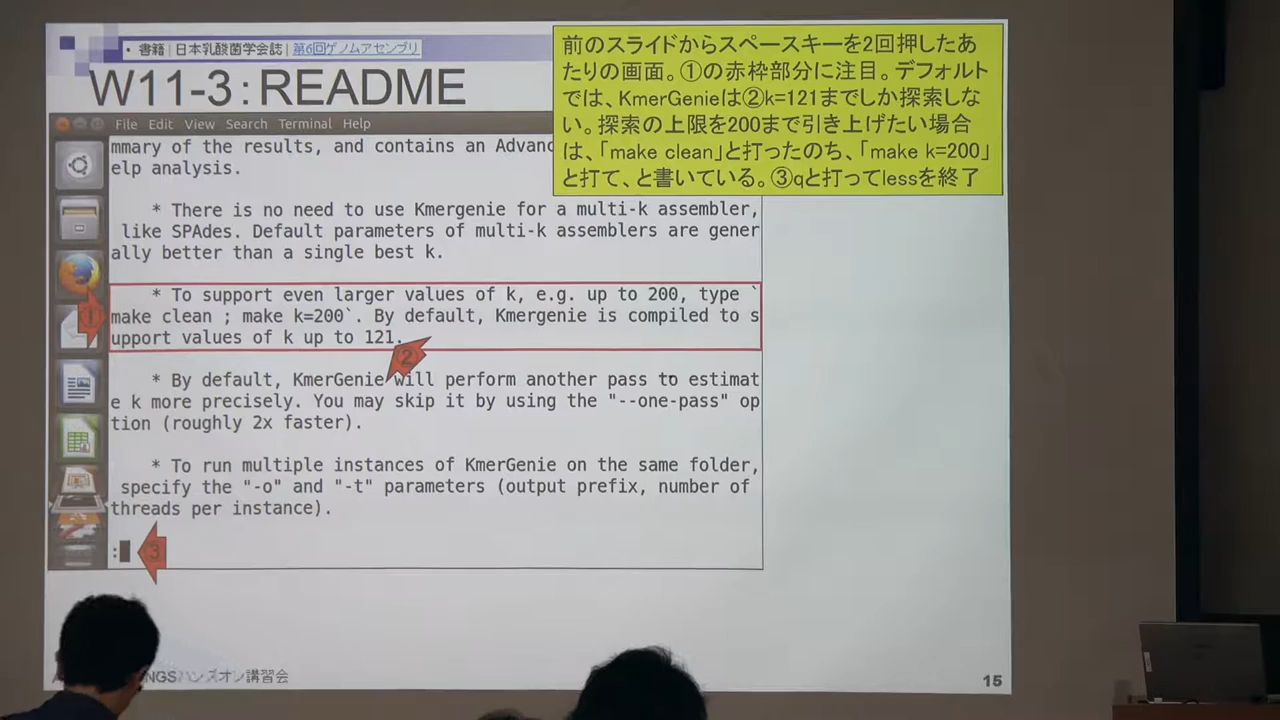 • 書籍 | 日本乳酸菌学会誌 | 第6回ゲノムアセンブリ
W11-3：README
前のスライドからスペースキーを2回押したあ
たりの画面。①の赤枠部分に注目。デフォルト
では、KmerGenieは②k=121までしか探索しな
い。探索の上限を200まで引き上げたい場合
は、「make clean」と打ったのち、「make k=200」
と打て、と書いている。③qと打ってlessを終了
File Edit View Search Terminal Help
mmary of the results, and contains an Advanc
elp analysis.
* There is no need to use Kmergenie for a multi-k assembler,
like SPAdes. Default parameters of multi-k assemblers are gener
ally better than a single best k.
* To support even larger values of k, e.g. up to 200, type `
make clean ; make k=200`. By default, Kmergenie is compiled to s
upport values of k up to 121.
①
②
* By default, KmerGenie will perform another pass to estimat
e k more precisely. You may skip it by using the "--one-pass" op
tion (roughly 2x faster).
* To run multiple instances of KmerGenie on the same folder,
specify the "-o" and "-t" parameters (output prefix, number of
threads per instance).
:
③
NGSハンズオン講習会
15